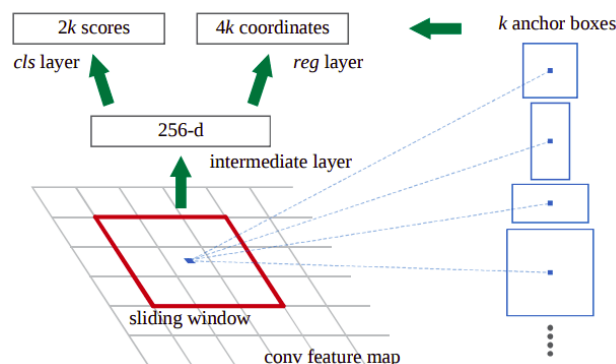 2k scores
4k coordinates
k anchor boxes
cls layer
reg layer
256-d
intermediate layer
sliding window
conv feature map